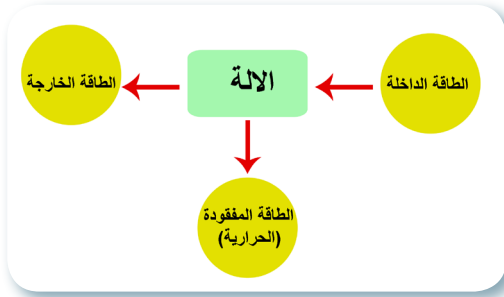 الطاقة الداخلة
الالة
الطاقة الخارجة
الطاقة المفقودة
(الحرارية)